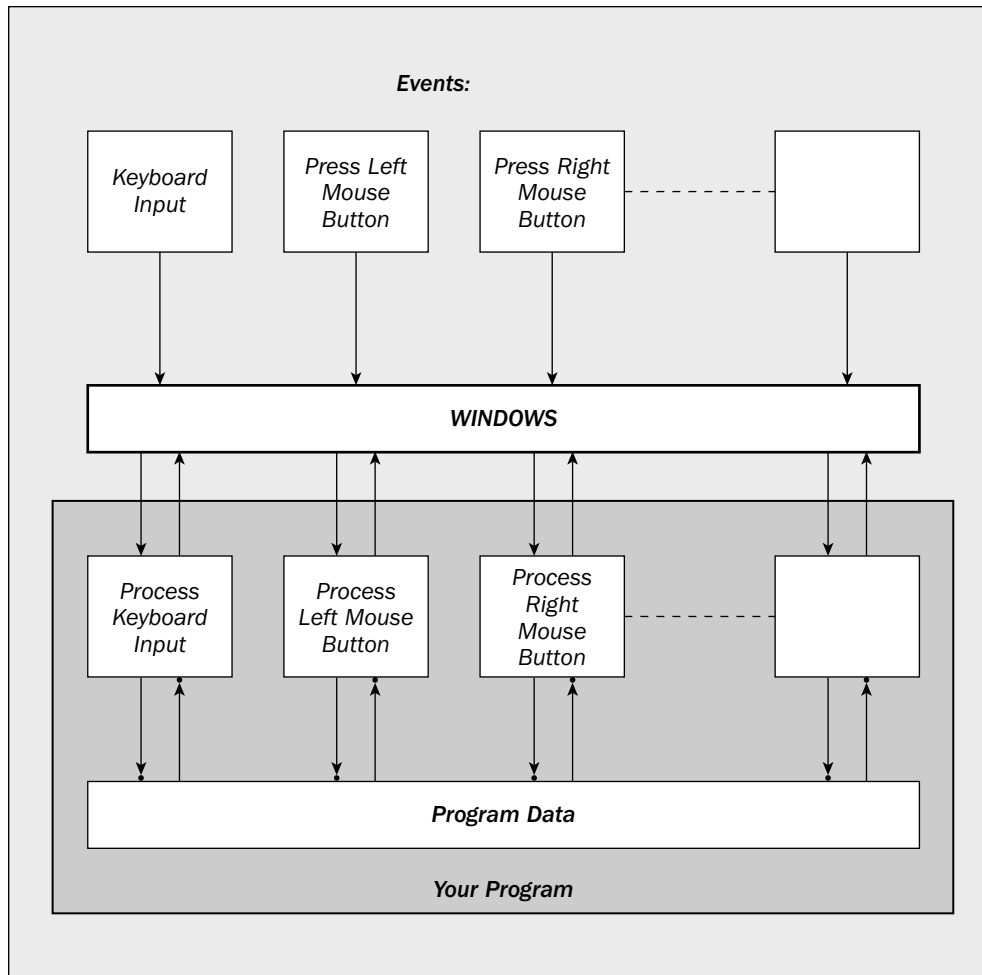 Events:
Keyboard
Input
Press Left
Mouse
Button
Press Right
Mouse
Button
WINDOWS
Process
Keyboard
Input
Process
Left Mouse
Button
Process
Right
Mouse
Button
Program Data
Your Program